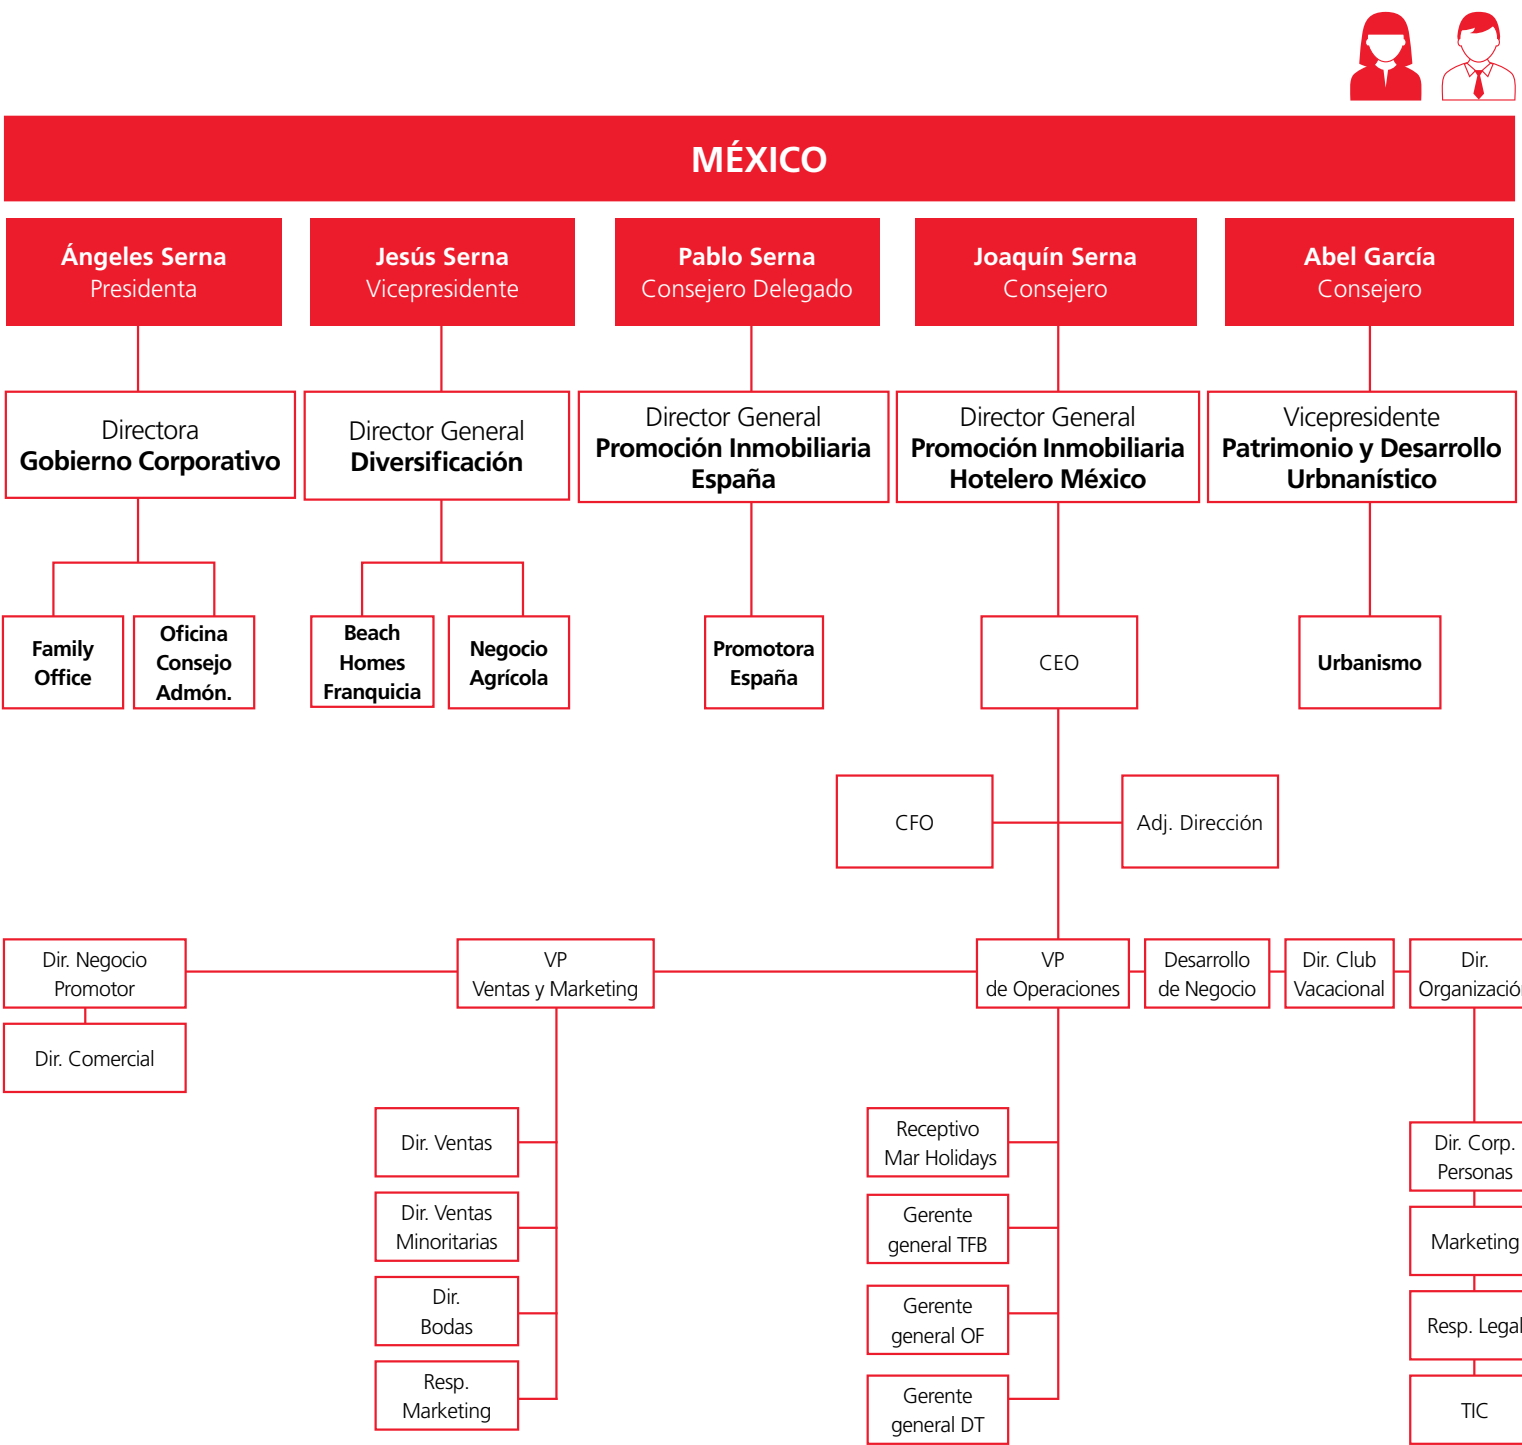 MÉXICO
Ángeles Serna
Presidenta
Jesús Serna
Vicepresidente
Pablo Serna
Consejero Delegado
Joaquín Serna
Consejero
Abel García
Consejero
Directora
Gobierno Corporativo
Director General
Diversificación
Director General
Promoción Inmobiliaria
España
Director General
Promoción Inmobiliaria
Hotelero México
Vicepresidente
Patrimonio y Desarrollo
Urbnanístico
Family
Office
Oficina
Consejo
Admón.
Beach
Homes
Franquicia
Negocio
Agrícola
Promotora
España
CEO
Urbanismo
CFO
Adj. Dirección
Dir. Negocio
Promotor
VP
Ventas y Marketing
VP
de Operaciones
Desarrollo
de Negocio
Dir. Club
Vacacional
Dir.
Organización
Dir. Comercial
Dir. Ventas
Dir. Ventas
Minoritarias
Dir.
Bodas
Resp.
Marketing
Receptivo
Mar Holidays
Gerente
general TFB
Gerente
general OF
Gerente
general DT
Dir. Corp.
Personas
Marketing
Resp. Legal
TIC